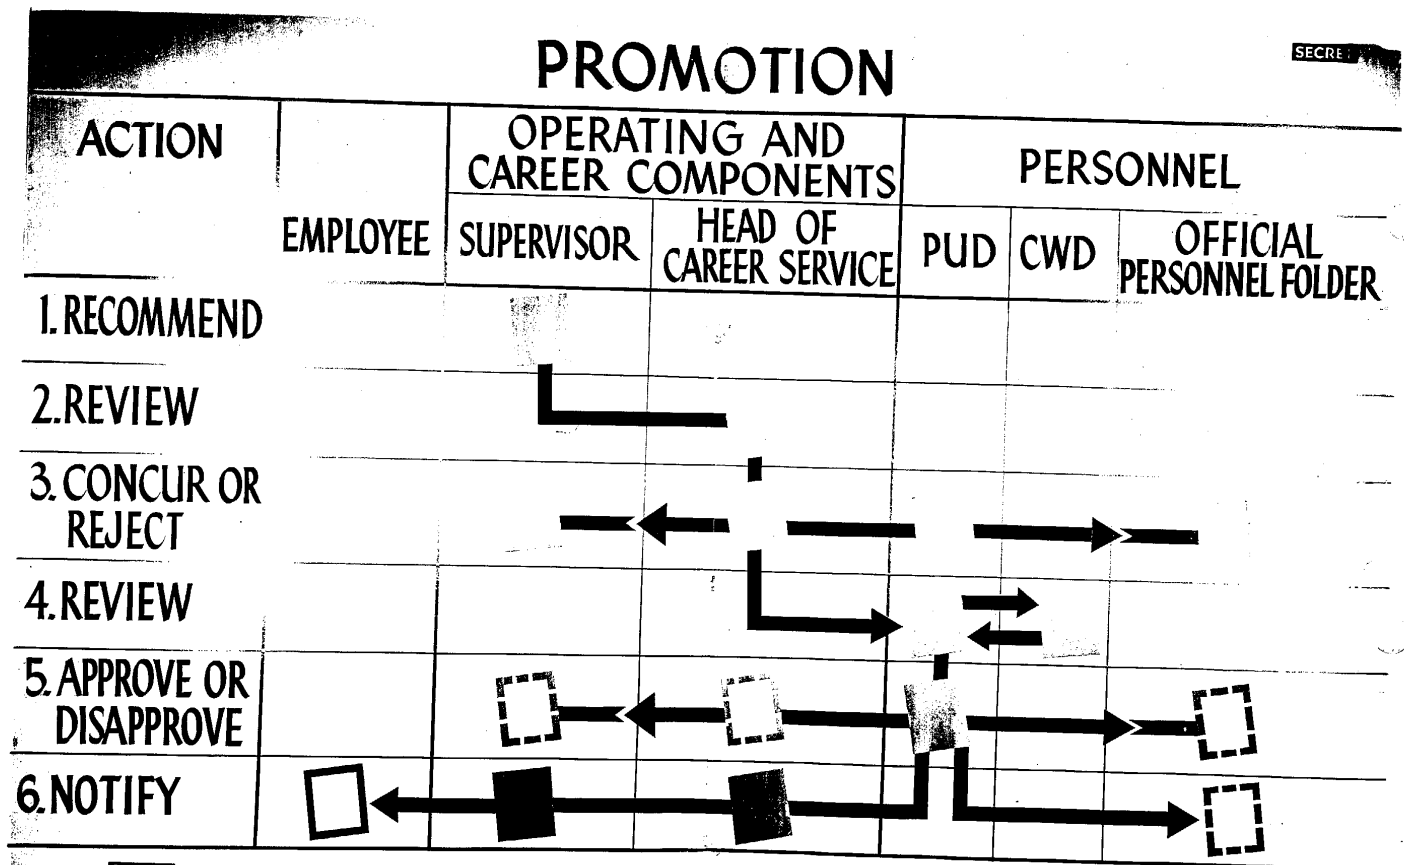 PROMOTION
SECRE
ACTION
OPERATING AND
CAREER COMPONENTS
PERSONNEL
EMPLOYEE
SUPERVISOR
HEAD OF
CAREER SERVICE
PUD
CWD
OFFICIAL
PERSONNEL FOLDER
1. RECOMMEND
2. REVIEW
3. CONCUR OR
REJECT
4. REVIEW
5. APPROVE OR
DISAPPROVE
6. NOTIFY